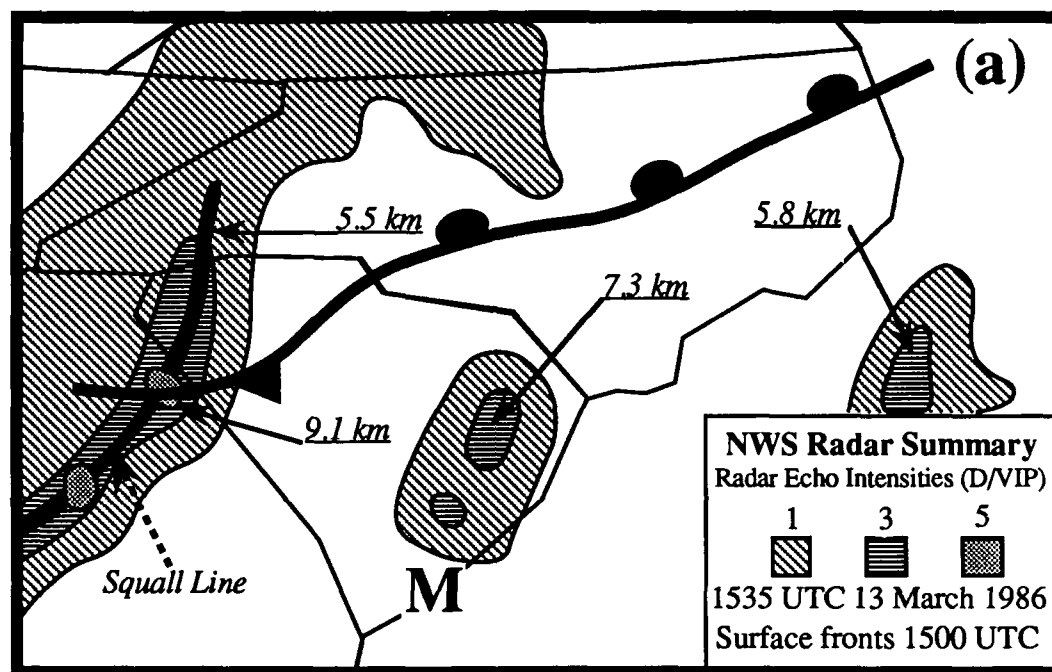 (a)
5.5 km
5.8 km
7.3 km
9.1 km
Squall Line
M
NWS Radar Summary
Radar Echo Intensities (D/VIP)
1 3 5
1535 UTC 13 March 1986
Surface fronts 1500 UTC